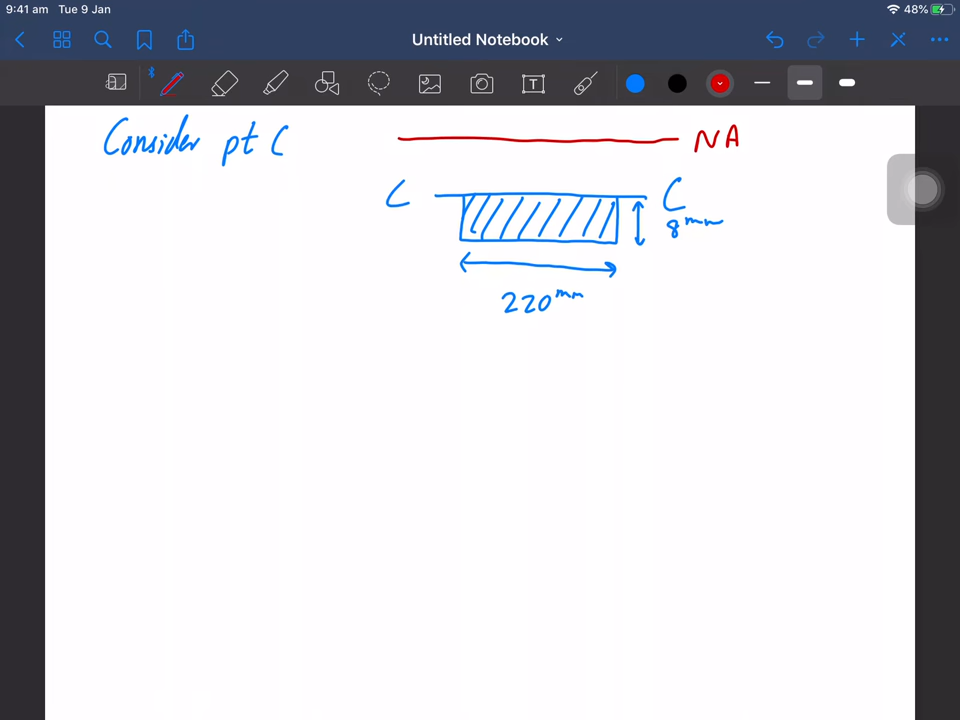 9:41 am Tue 9 Jan 48%
Untitled Notebook
T
Consider pt C
NA
C C
8mm
220mm